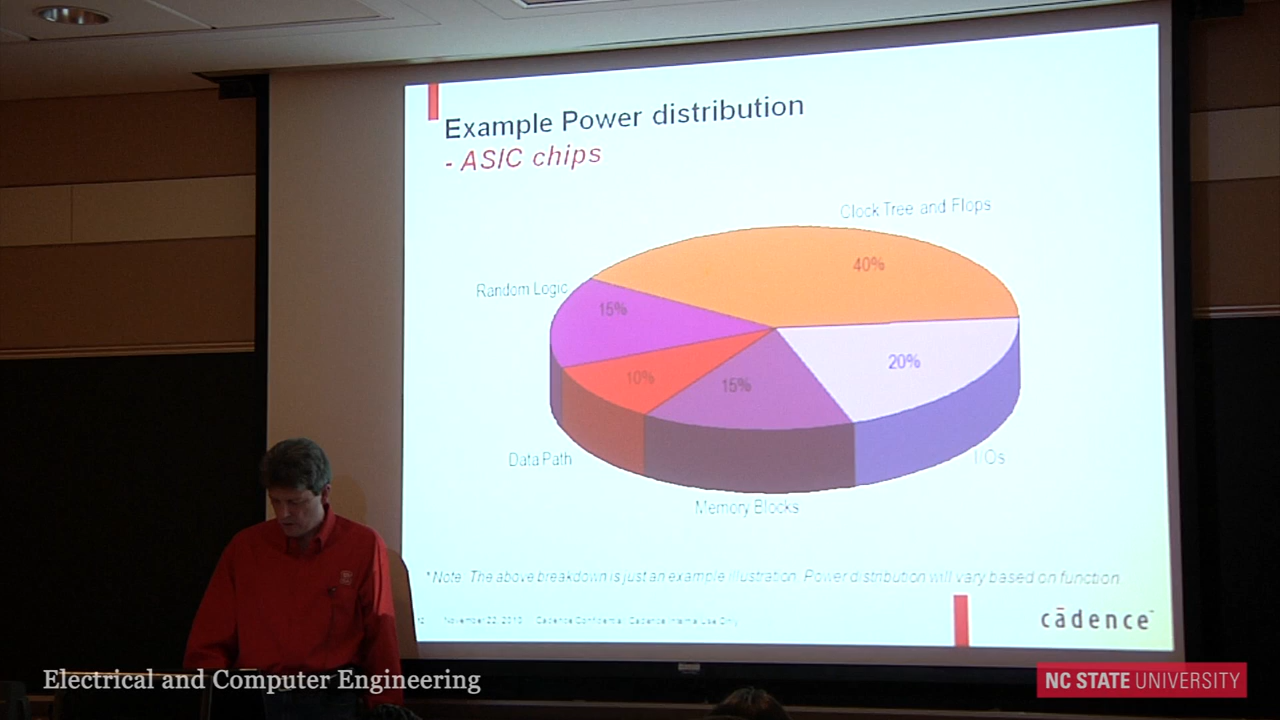 Example Power distribution
- ASIC chips
Clock Tree and Flops
40%
Random Logic
15%
20%
10%
15%
Data Path
I/Os
Memory Blocks
* Note: The above breakdown is just an example illustration. Power distribution will vary based on function
12 November 22, 2010 Cadence Confidential: Cadence Internal Use Only
cādence™
Electrical and Computer Engineering
NC STATE UNIVERSITY